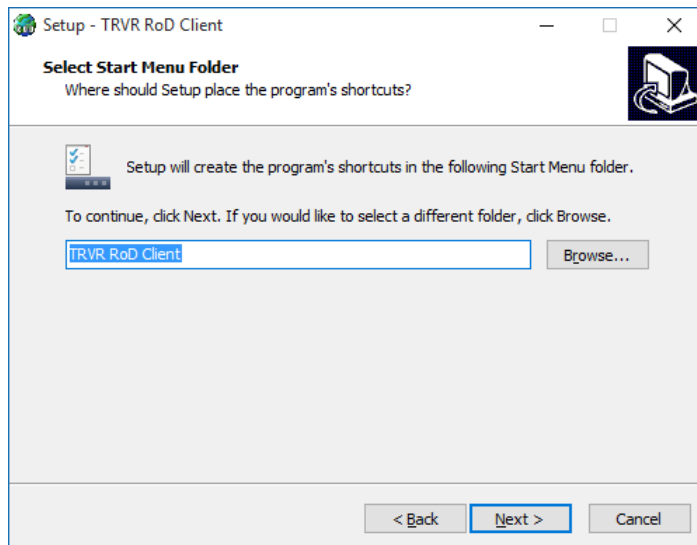 Setup - TRVR RoD Client
Select Start Menu Folder
Where should Setup place the program's shortcuts?
Setup will create the program's shortcuts in the following Start Menu folder.
To continue, click Next. If you would like to select a different folder, click Browse.
TRVR RoD Client
Browse...
< Back
Next >
Cancel